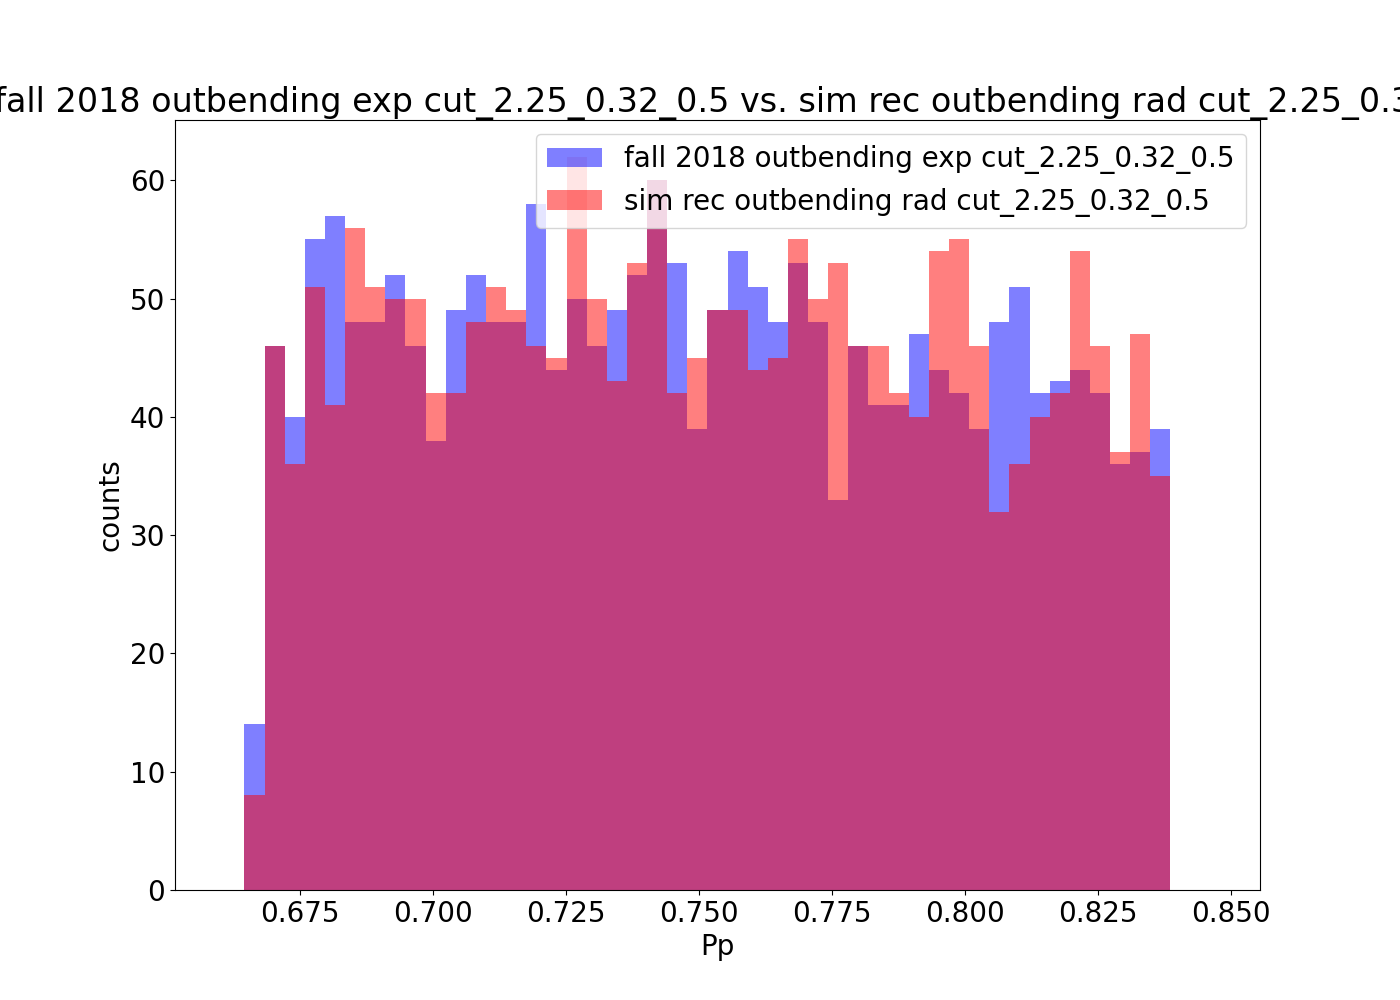 fall 2018 outbending exp cut_2.25_0.32_0.5 vs. sim rec outbending rad cut_2.25_0.3
fall 2018 outbending exp cut_2.25_0.32_0.5
sim rec outbending rad cut_2.25_0.32_0.5
60
50
40
30
20
10
0
counts
0.675 0.700 0.725 0.750 0.775 0.800 0.825 0.850
Pp